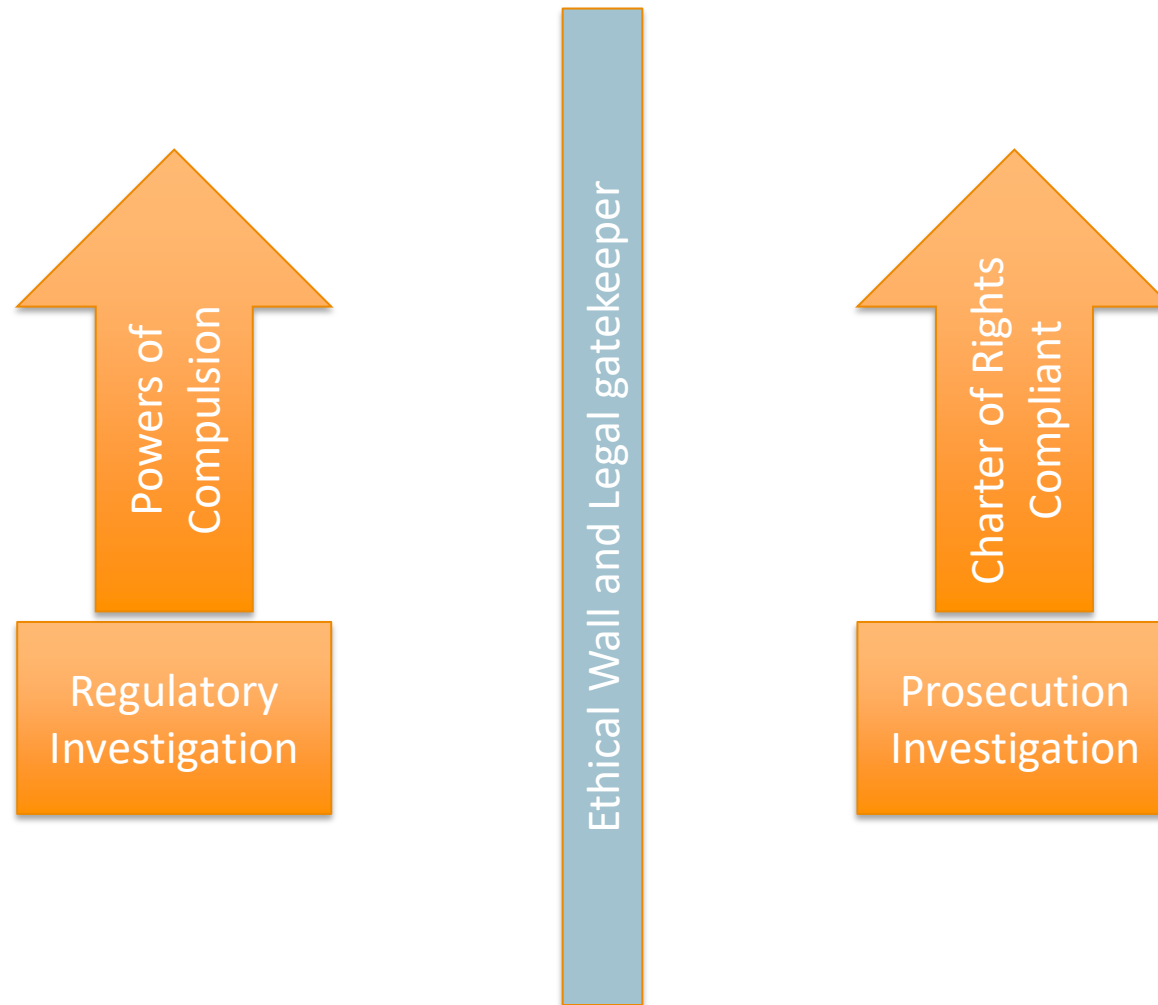 Powers of
Compulsion
Regulatory
Investigation
Ethical Wall and Legal gatekeeper
Charter of Rights
Compliant
Prosecution
Investigation